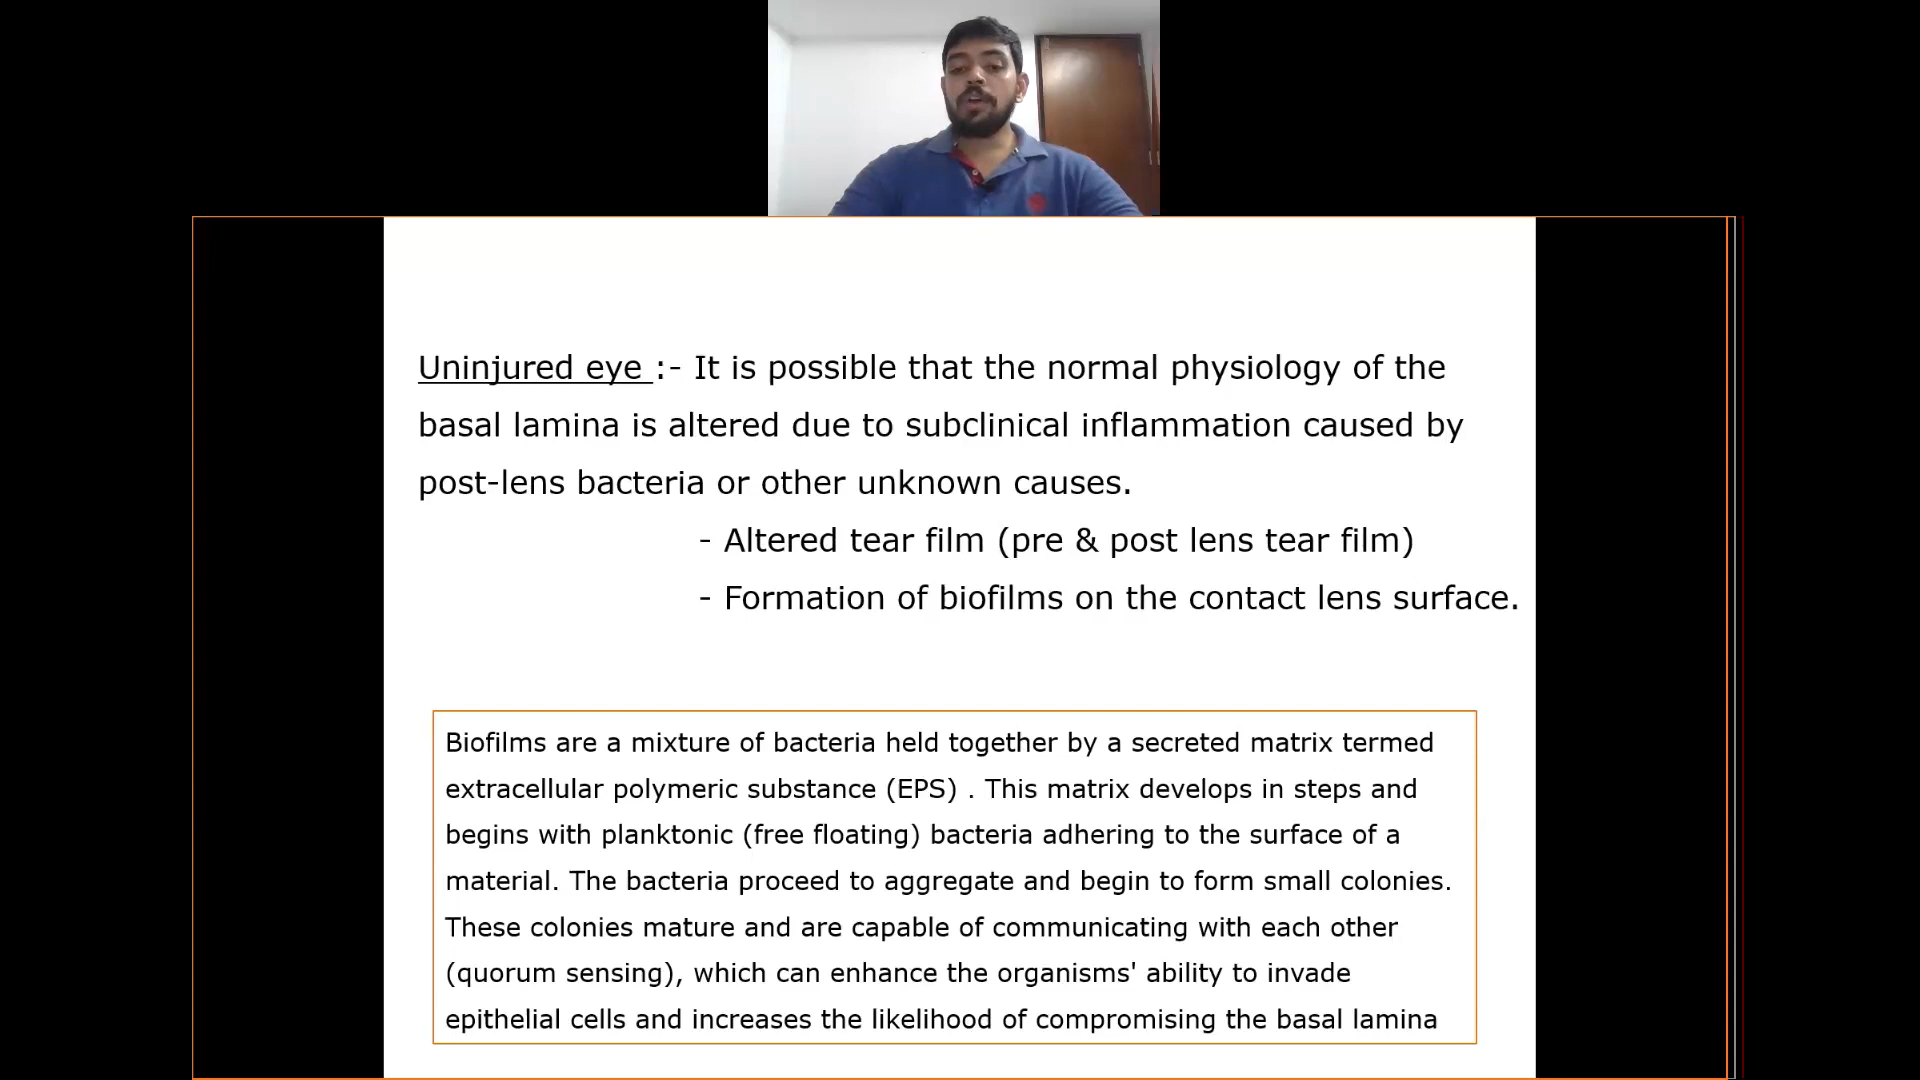 Uninjured eye :- It is possible that the normal physiology of the
basal lamina is altered due to subclinical inflammation caused by
post-lens bacteria or other unknown causes.
- Altered tear film (pre & post lens tear film)
- Formation of biofilms on the contact lens surface.
Biofilms are a mixture of bacteria held together by a secreted matrix termed
extracellular polymeric substance (EPS) . This matrix develops in steps and
begins with planktonic (free floating) bacteria adhering to the surface of a
material. The bacteria proceed to aggregate and begin to form small colonies.
These colonies mature and are capable of communicating with each other
(quorum sensing), which can enhance the organisms' ability to invade
epithelial cells and increases the likelihood of compromising the basal lamina